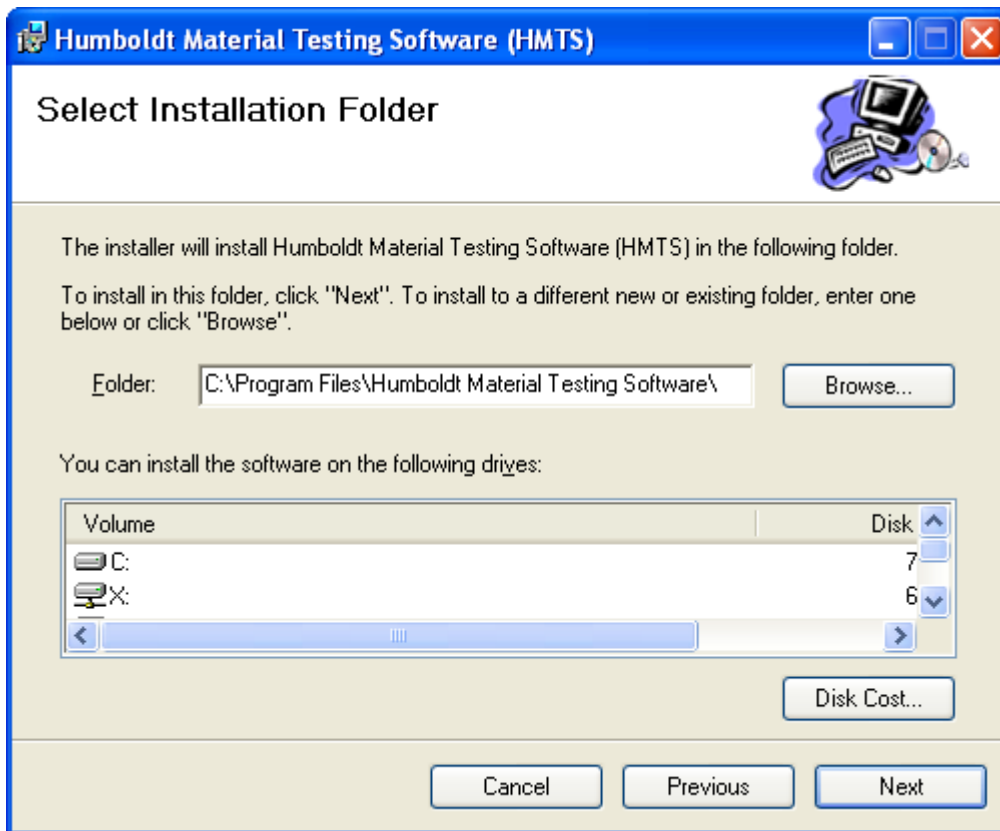 Humboldt Material Testing Software (HMTS)
Select Installation Folder
The installer will install Humboldt Material Testing Software (HMTS) in the following folder.
To install in this folder, click "Next". To install to a different new or existing folder, enter one
below or click "Browse".
Folder: C:\Program Files\Humboldt Material Testing Software\ Browse...
You can install the software on the following drives:
Volume Disk
C: 7
X: 6
Disk Cost...
Cancel Previous Next